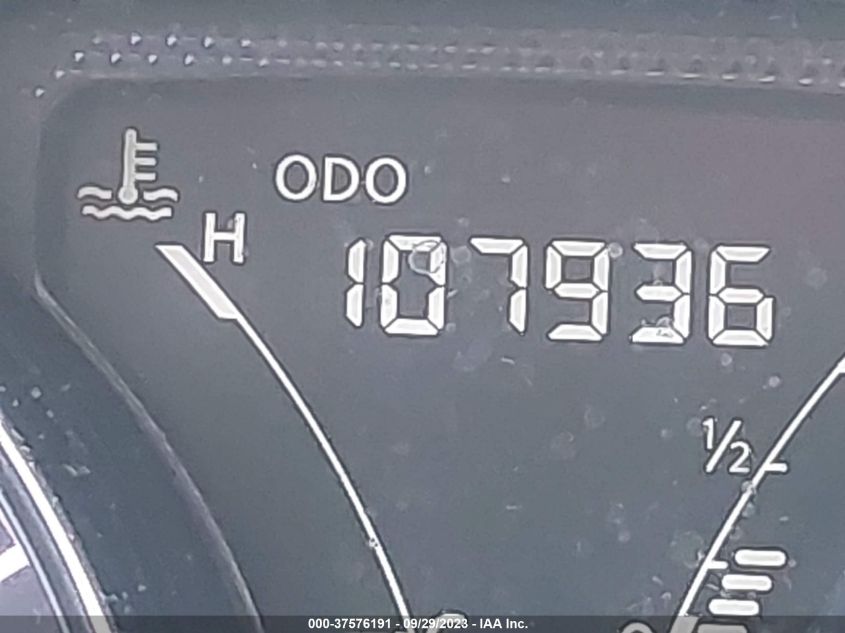 ODO
H
107936
1/2
000-37576191 - 09/29/2023 - IAA Inc.